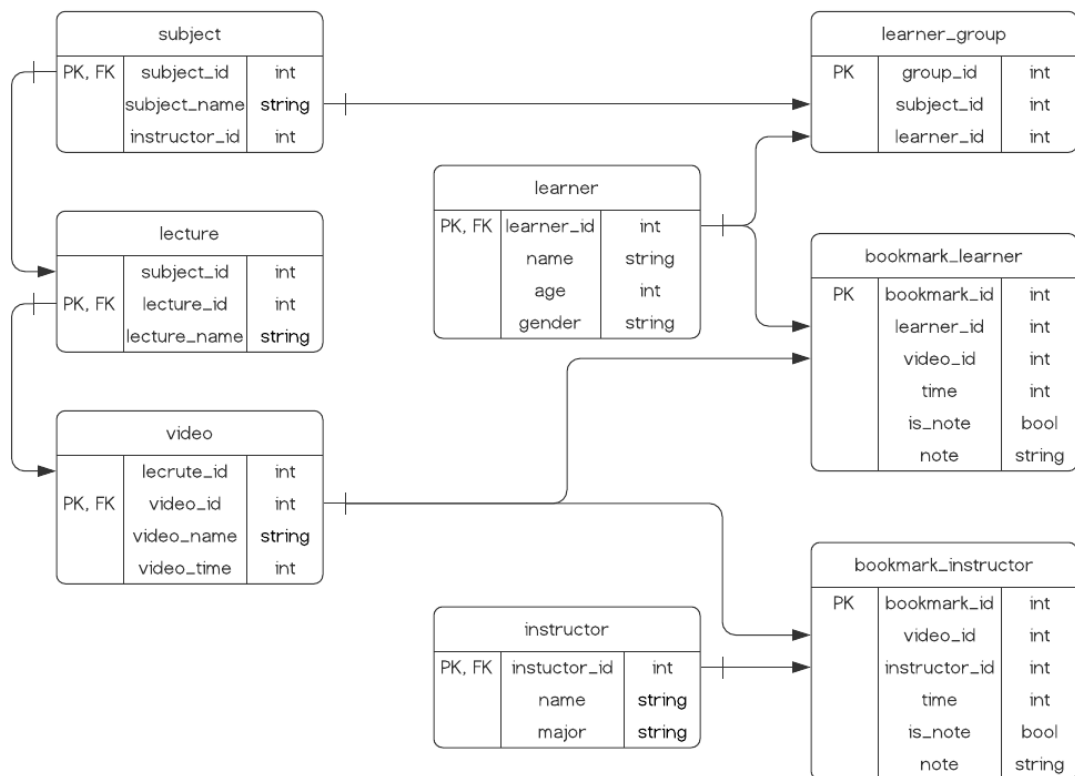 subject
PK, FK subject_id int
subject_name string
instructor_id int
lecture
subject_id int
PK, FK lecture_id int
lecture_name string
video
lecrute_id int
PK, FK video_id int
video_name string
video_time int
learner
PK, FK learner_id int
name string
age int
gender string
instructor
PK, FK instuctor_id int
name string
major string
learner_group
PK group_id int
subject_id int
learner_id int
bookmark_learner
PK bookmark_id int
learner_id int
video_id int
time int
is_note bool
note string
bookmark_instructor
PK bookmark_id int
video_id int
instructor_id int
time int
is_note bool
note string